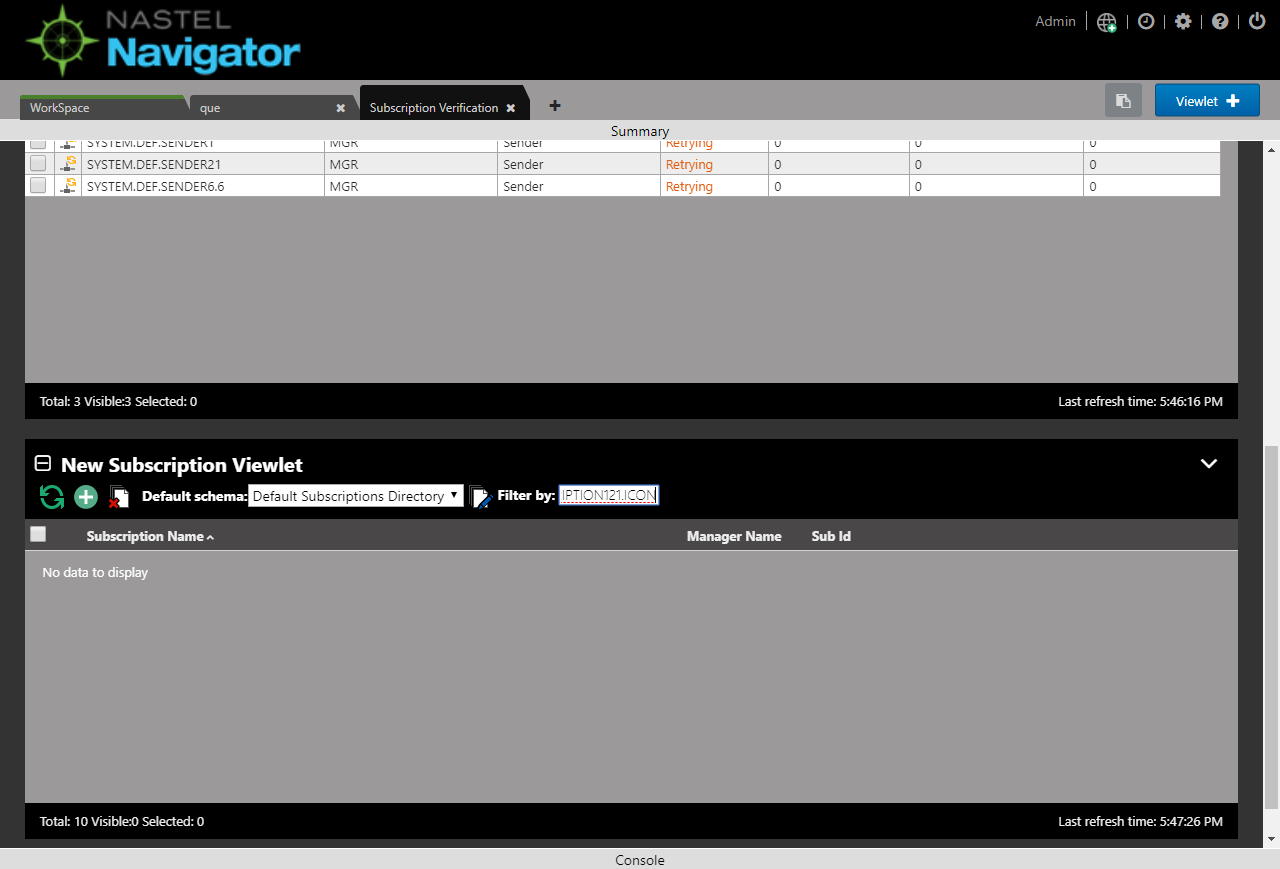 NASTEL
Navigator
Admin
WorkSpace
que
Subscription Verification
Viewlet
Summary
SYSTEM.DEF.SENDER1 MGR Sender Retrying 0 0 0
SYSTEM.DEF.SENDER21 MGR Sender Retrying 0 0 0
SYSTEM.DEF.SENDER6.6 MGR Sender Retrying 0 0 0
Total: 3 Visible:3 Selected: 0 Last refresh time: 5:46:16 PM
New Subscription Viewlet
Default schema: Default Subscriptions Directory Filter by: IPTION121.ICON
Subscription Name Manager Name Sub Id
No data to display
Total: 10 Visible:0 Selected: 0 Last refresh time: 5:47:26 PM
Console